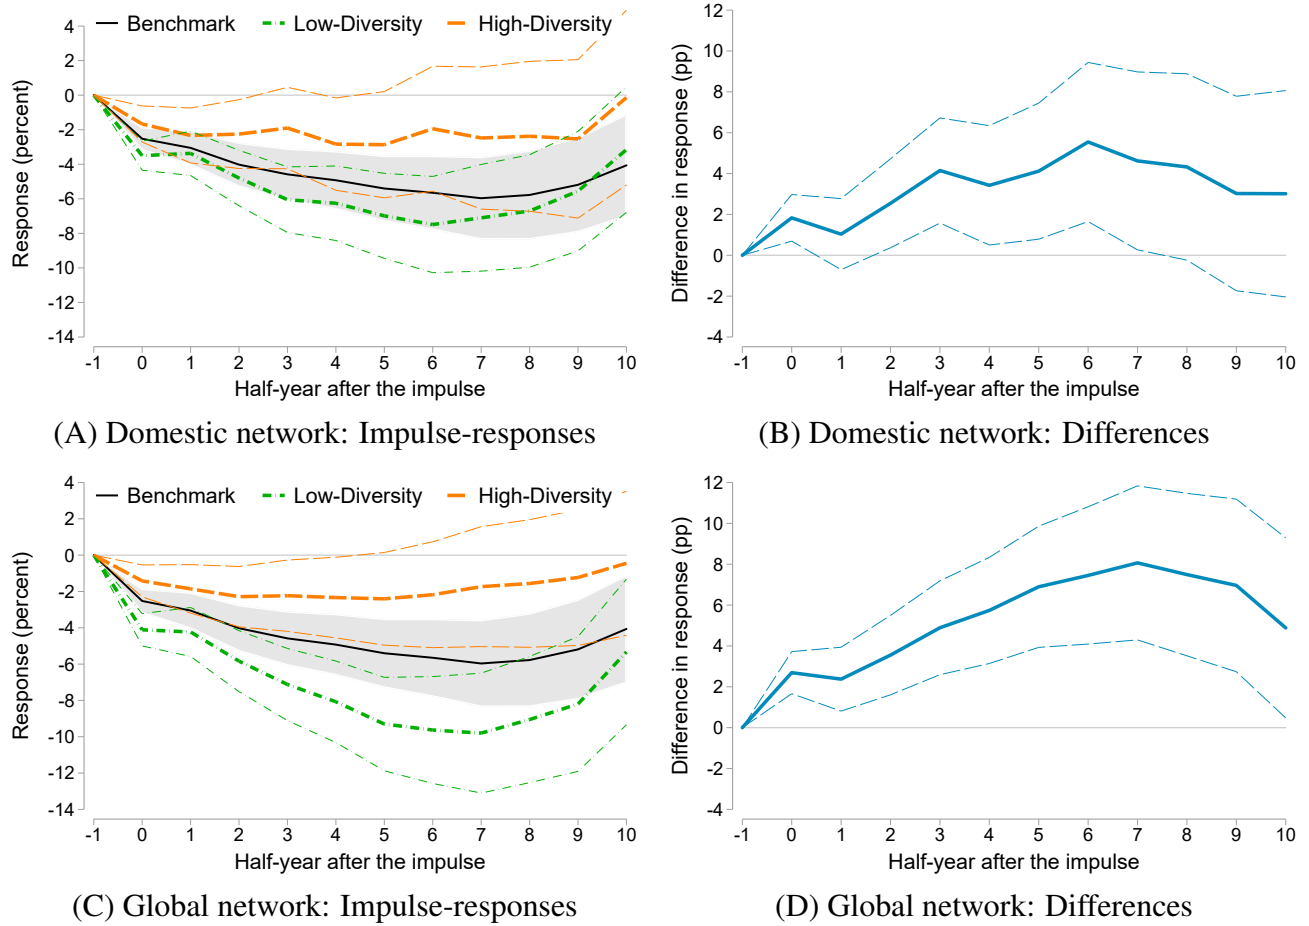 Benchmark Low-Diversity High-Diversity
Response (percent)
4
2
0
-2
-4
-6
-8
-10
-12
-14
-1 0 1 2 3 4 5 6 7 8 9 10
Half-year after the impulse
(A) Domestic network: Impulse-responses
Difference in response (pp)
12
10
8
6
4
2
0
-2
-4
-1 0 1 2 3 4 5 6 7 8 9 10
Half-year after the impulse
(B) Domestic network: Differences
Benchmark Low-Diversity High-Diversity
Response (percent)
4
2
0
-2
-4
-6
-8
-10
-12
-14
-1 0 1 2 3 4 5 6 7 8 9 10
Half-year after the impulse
(C) Global network: Impulse-responses
Difference in response (pp)
12
10
8
6
4
2
0
-2
-4
-1 0 1 2 3 4 5 6 7 8 9 10
Half-year after the impulse
(D) Global network: Differences